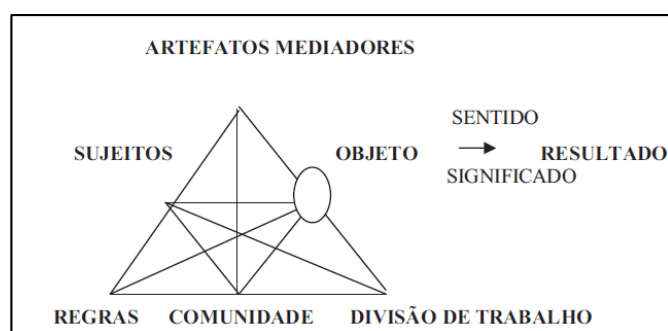 ARTEFATOS MEDIADORES
SENTIDO
SUJEITOS OBJETO RESULTADO
SIGNIFICADO
REGRAS COMUNIDADE DIVISÃO DE TRABALHO